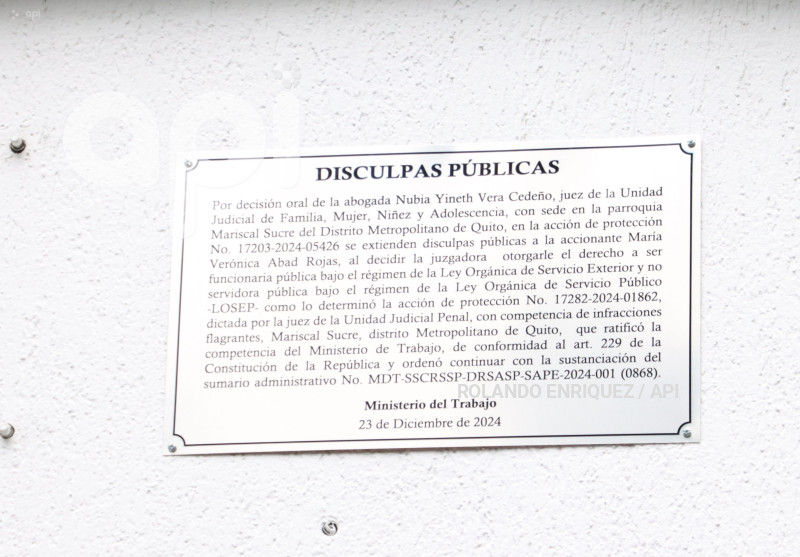 api
api
DISCULPAS PÚBLICAS
Por decisión oral de la abogada Nubia Yineth Vera Cedeño, juez de la Unidad
Judicial de Familia, Mujer, Niñez y Adolescencia, con sede en la parroquia
Mariscal Sucre del Distrito Metropolitano de Quito, en la acción de protección
No. 17203-2024-05426 se extienden disculpas públicas a la accionante María
Verónica Abad Rojas, al decidir la juzgadora otorgarle el derecho a ser
funcionaria pública bajo el régimen de la Ley Orgánica de Servicio Exterior y no
servidora pública bajo el régimen de la Ley Orgánica de Servicio Público
-LOSEP- como lo determinó la acción de protección No. 17282-2024-01862,
dictada por la juez de la Unidad Judicial Penal, con competencia de infracciones
flagrantes, Mariscal Sucre, distrito Metropolitano de Quito, que ratificó la
competencia del Ministerio de Trabajo, de conformidad al art. 229 de la
Constitución de la República y ordenó continuar con la sustanciación del
sumario administrativo No. MDT-SSCRSSP-DRSASP-SAPE-2024-001 (0868).
ROLANDO ENRIQUEZ / API
Ministerio del Trabajo
23 de Diciembre de 2024